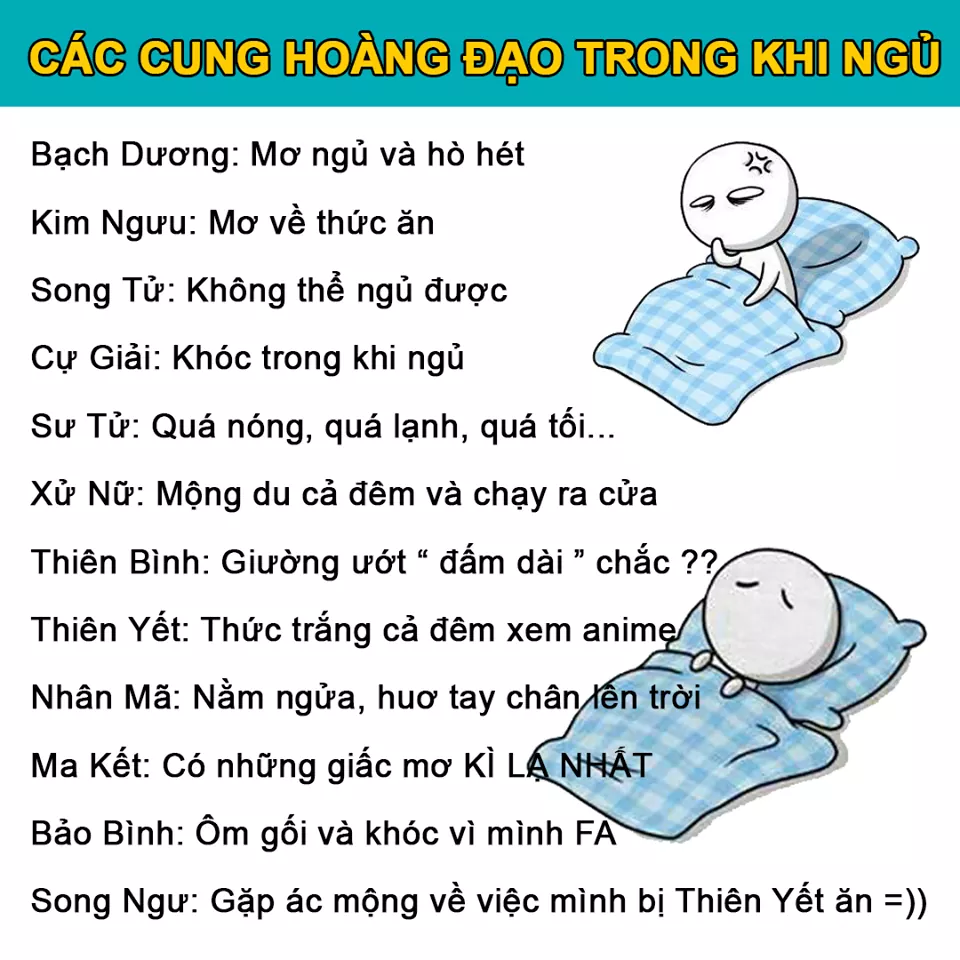 CÁC CUNG HOÀNG ĐẠO TRONG KHI NGỦ
Bạch Dương: Mơ ngủ và hò hét
Kim Ngưu: Mơ về thức ăn
Song Tử: Không thể ngủ được
Cự Giải: Khóc trong khi ngủ
Sư Tử: Quá nóng, quá lạnh, quá tối...
Xử Nữ: Mộng du cả đêm và chạy ra cửa
Thiên Bình: Giường ướt “ đấm dài ” chắc ??
Thiên Yết: Thức trắng cả đêm xem anime
Nhân Mã: Nằm ngửa, huơ tay chân lên trời
Ma Kết: Có những giấc mơ KÌ LẠ NHẤT
Bảo Bình: Ôm gối và khóc vì mình FA
Song Ngư: Gặp ác mộng về việc mình bị Thiên Yết ăn =))